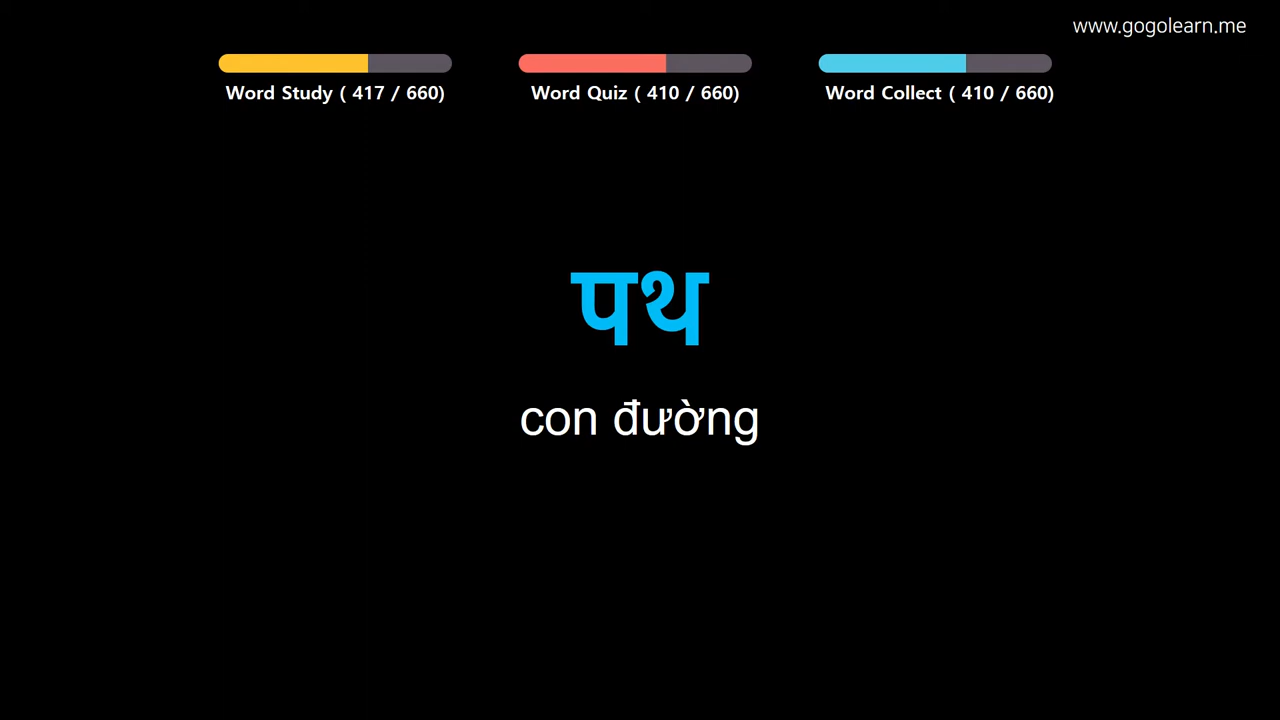 www.gogolearn.me
Word Study ( 417 / 660)
Word Quiz ( 410 / 660)
Word Collect ( 410 / 660)
पथ
con đường